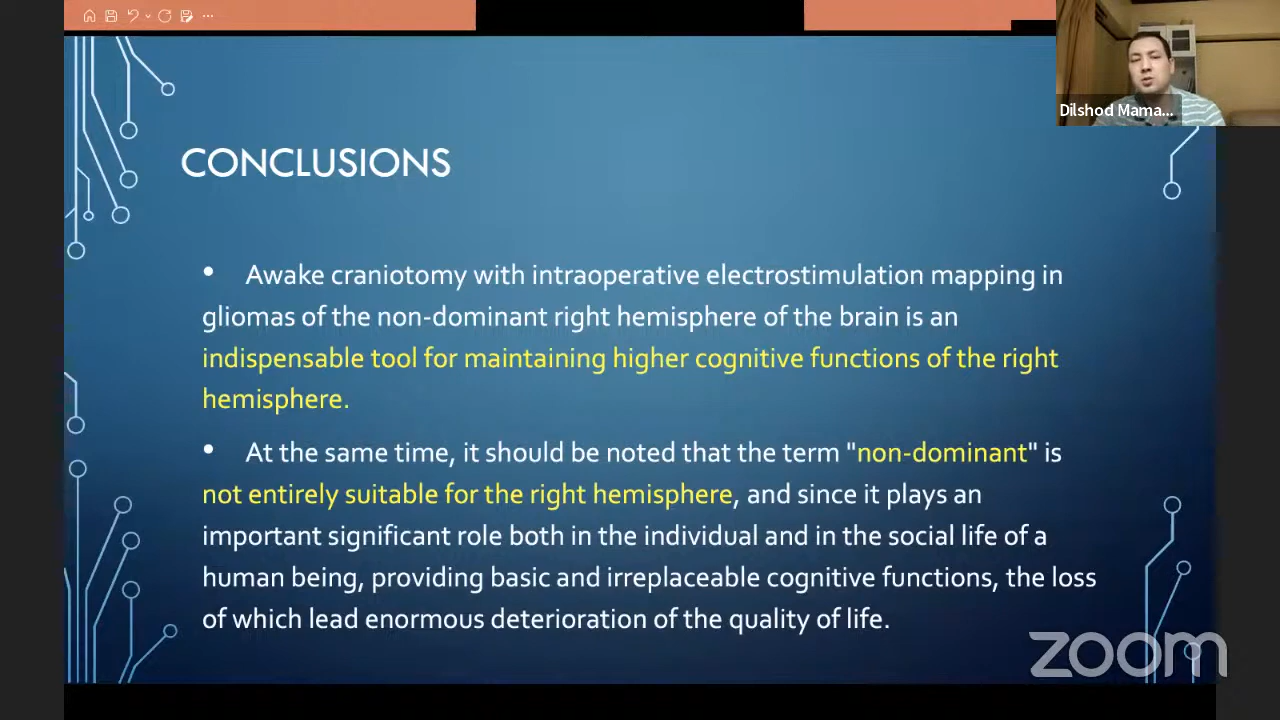 Dilshod Mama...
CONCLUSIONS
• Awake craniotomy with intraoperative electrostimulation mapping in
gliomas of the non-dominant right hemisphere of the brain is an
indispensable tool for maintaining higher cognitive functions of the right
hemisphere.
• At the same time, it should be noted that the term "non-dominant" is
not entirely suitable for the right hemisphere, and since it plays an
important significant role both in the individual and in the social life of a
human being, providing basic and irreplaceable cognitive functions, the loss
of which lead enormous deterioration of the quality of life.
zoom